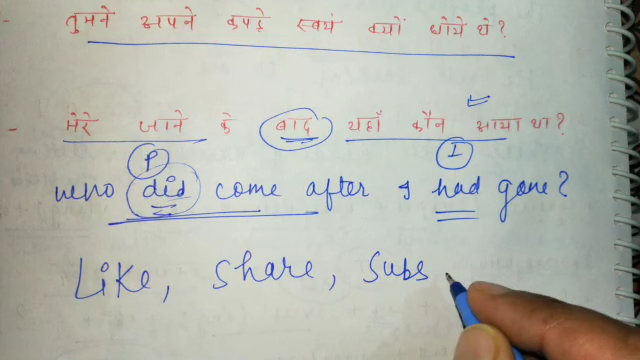 तुमने अपने कपड़े स्वयं क्यों धोये थे?
- मेरे जाने के बाद यहाँ कौन आया था?
P I
who did come after I had gone?
Like, Share, Subs